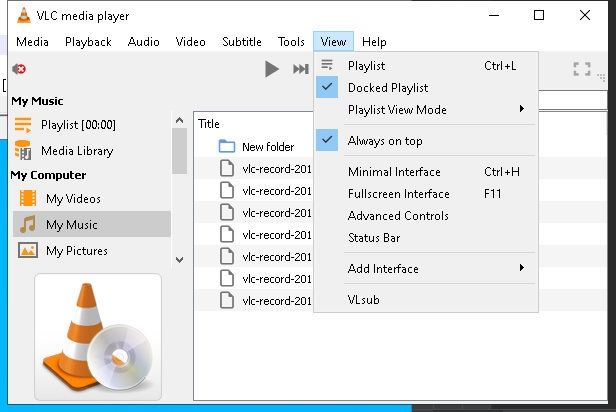 VLC media player
Media Playback Audio Video Subtitle Tools View Help
My Music
Playlist [00:00]
Media Library
My Computer
My Videos
My Music
My Pictures
Title
New folder
vlc-record-201
vlc-record-201
vlc-record-201
vlc-record-201
vlc-record-201
vlc-record-201
vlc-record-201
Playlist Ctrl+L
Docked Playlist
Playlist View Mode
Always on top
Minimal Interface Ctrl+H
Fullscreen Interface F11
Advanced Controls
Status Bar
Add Interface
VLsub